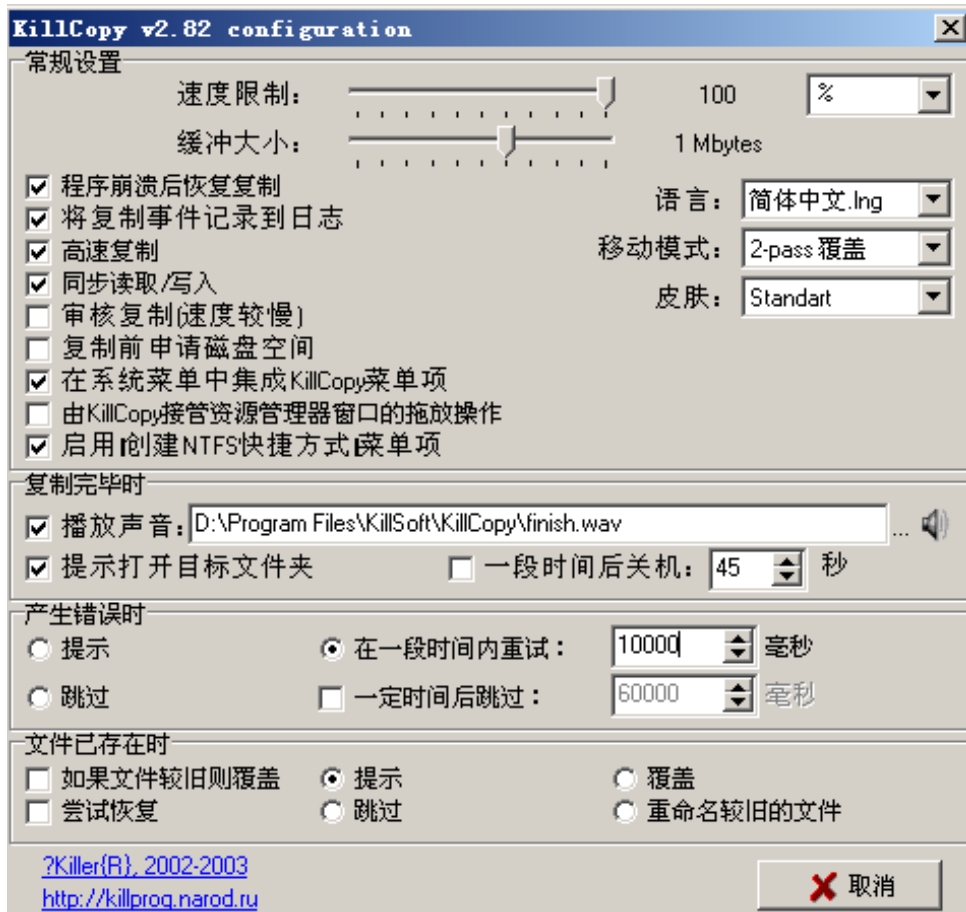 KillCopy v2.82 configuration
常规设置
速度限制： 100 %
缓冲大小： 1 Mbytes
程序崩溃后恢复复制
语言： 简体中文.lng
将复制事件记录到日志
高速复制
移动模式： 2-pass 覆盖
同步读取/写入
皮肤： Standart
审核复制(速度较慢)
复制前申请磁盘空间
在系统菜单中集成KillCopy菜单项
由KillCopy接管资源管理器窗口的拖放操作
启用[创建NTFS快捷方式]菜单项
复制完毕时
播放声音： D:\Program Files\KillSoft\KillCopy\finish.wav ...
提示打开目标文件夹 一段时间后关机： 45 秒
产生错误时
提示 在一段时间内重试： 10000 毫秒
跳过 一定时间后跳过： 60000 毫秒
文件已存在时
如果文件较旧则覆盖 提示 覆盖
尝试恢复 跳过 重命名较旧的文件
?Killer{R}, 2002-2003
http://killprog.narod.ru
取消